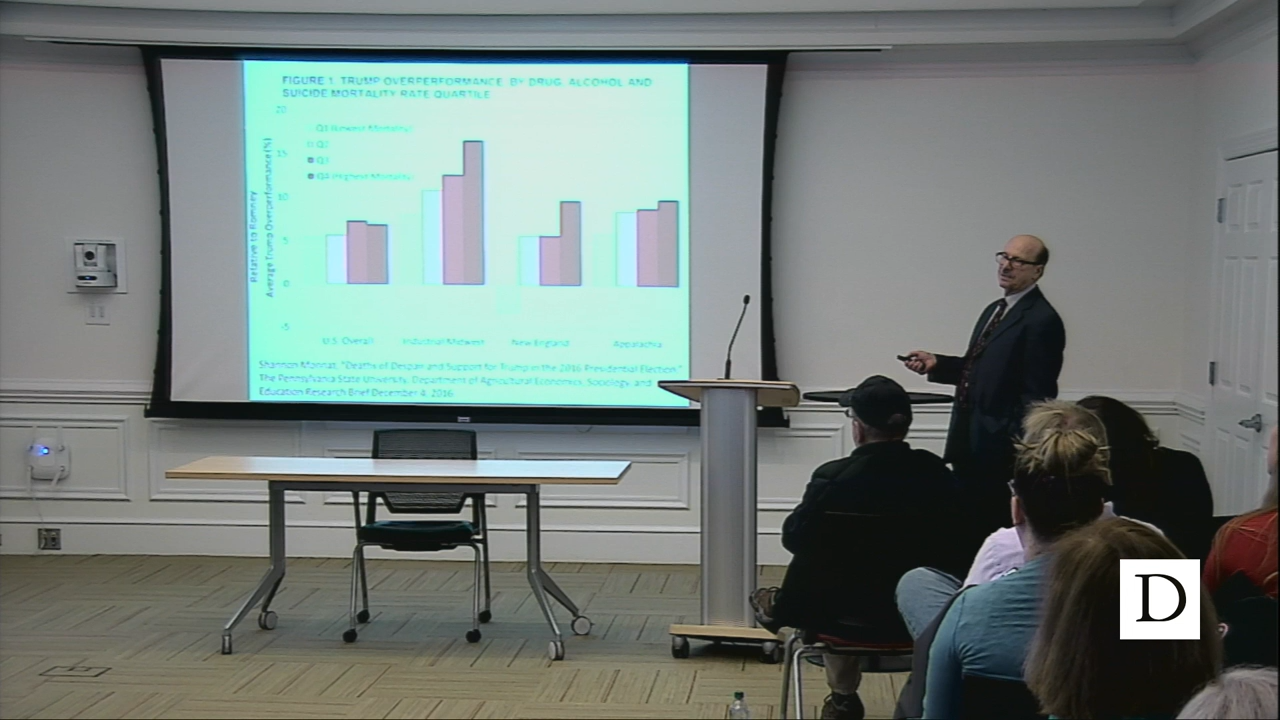 FIGURE 1. TRUMP OVERPERFORMANCE BY DRUG, ALCOHOL AND
SUICIDE MORTALITY RATE QUARTILE
20
15
10
5
0
-5
Relative to Romney
Average Trump Overperformance (%)
Q1 (Lowest Mortality)
Q2
Q3
Q4 (Highest Mortality)
U.S. Overall
Industrial Midwest
New England
Appalachia
Shannon Monnat, "Deaths of Despair and Support for Trump in the 2016 Presidential Election"
The Pennsylvania State University, Department of Agricultural Economics, Sociology, and
Education Research Brief December 4, 2016
D